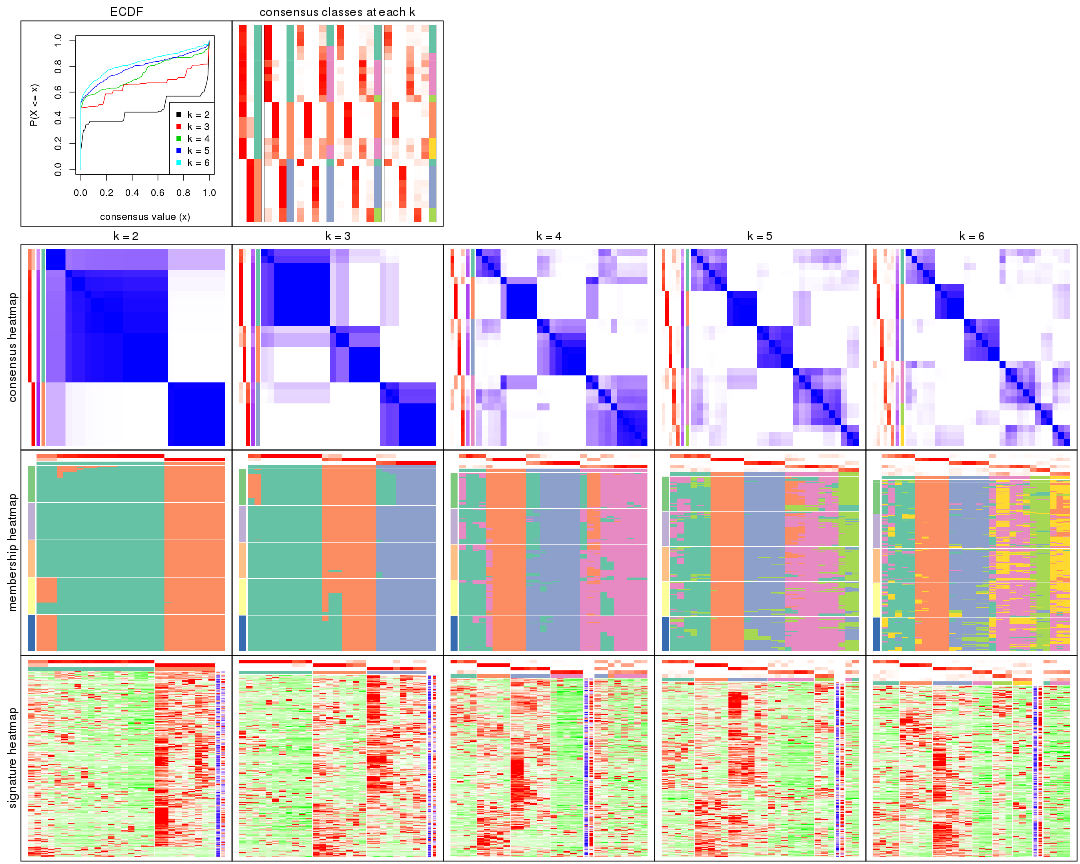 ECDF
consensus classes at each k
P(X <= x)
0.0 0.2 0.4 0.6 0.8 1.0
k = 2
k = 3
k = 4
k = 5
k = 6
0.0 0.2 0.4 0.6 0.8 1.0
consensus value (x)
k = 2 k = 3 k = 4 k = 5 k = 6
consensus heatmap
membership heatmap
signature heatmap